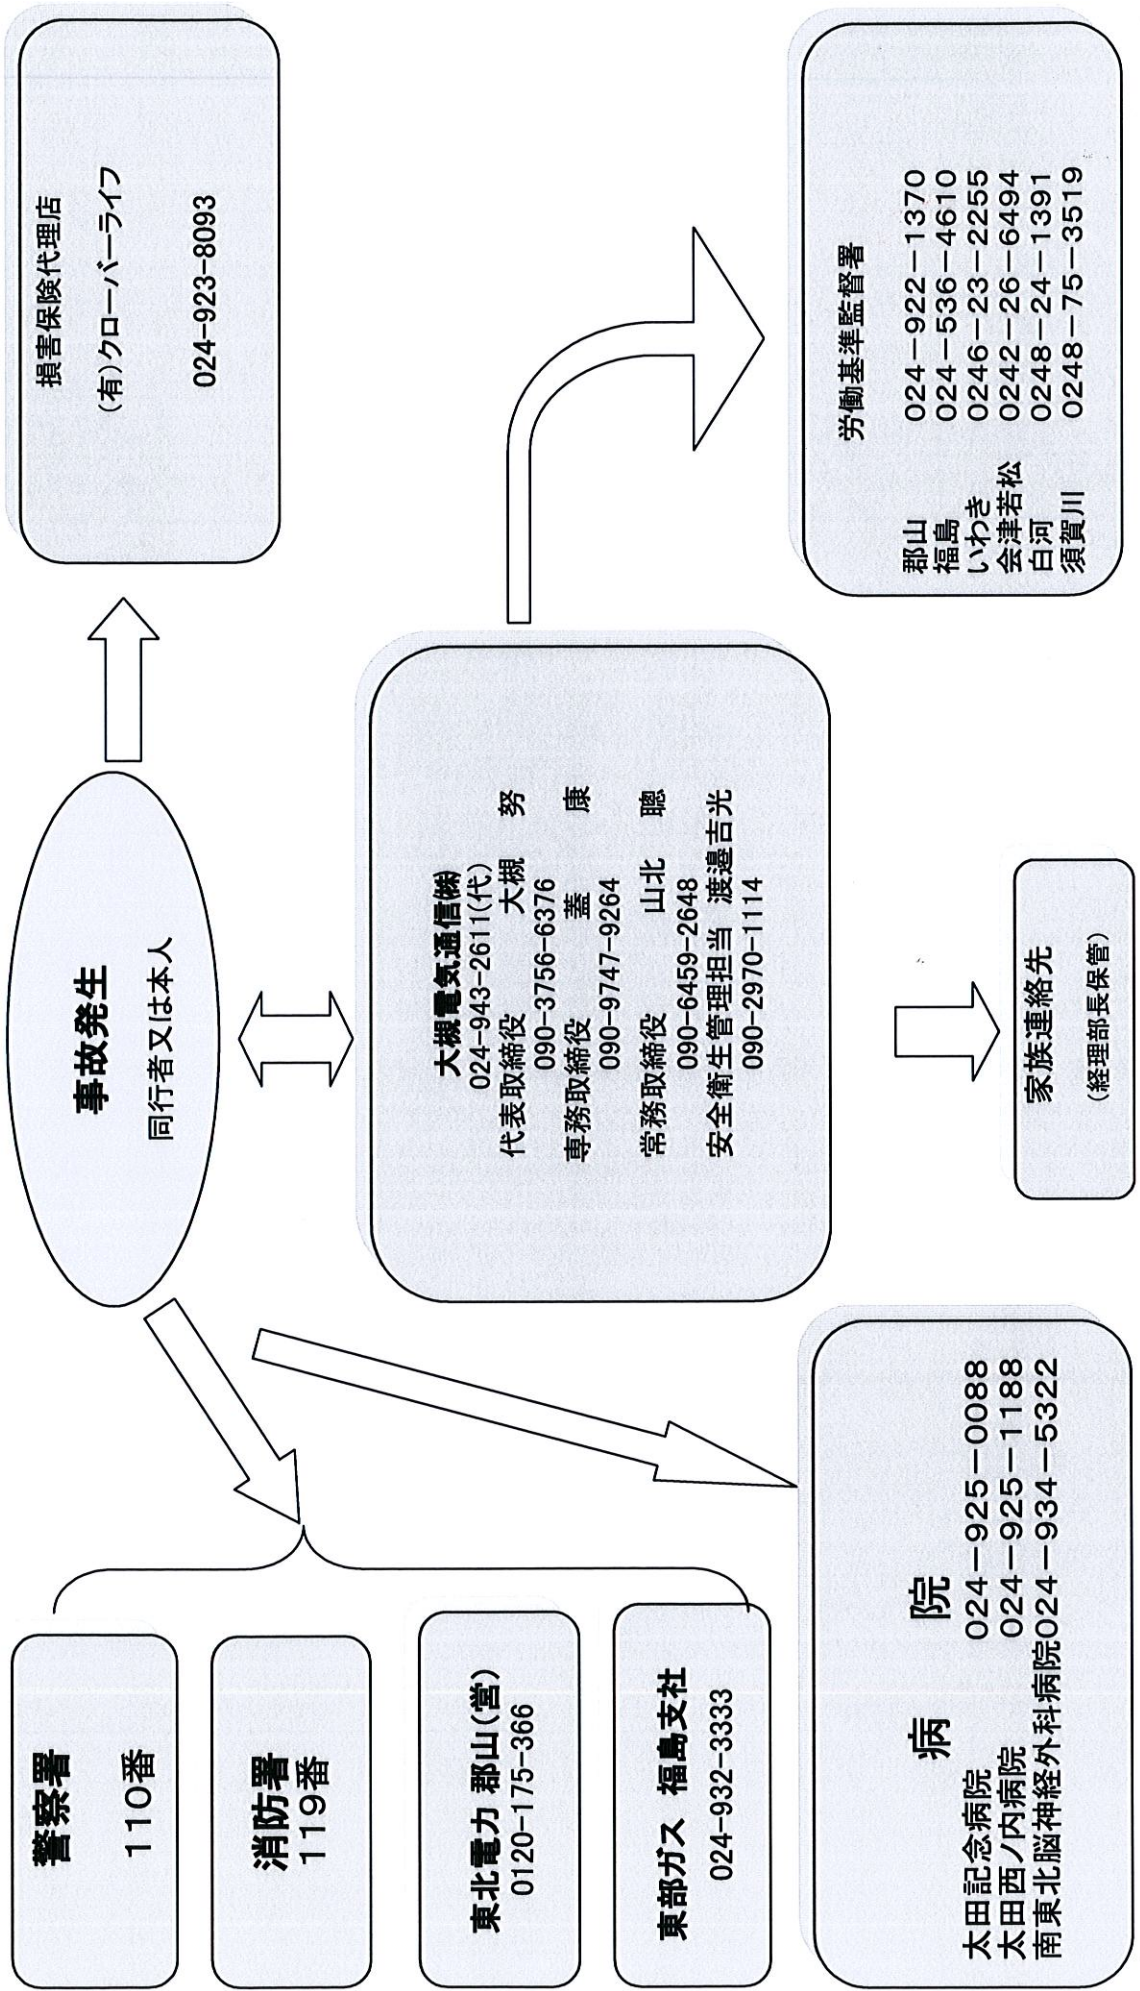 事故発生
同行者又は本人
損害保険代理店
(有)クローバーライフ
024-923-8093
警察署
110番
消防署
119番
東北電力 郡山(営)
0120-175-366
東部ガス 福島支社
024-932-3333
大槻電気通信㈱
024-943-2611(代)
代表取締役 大槻 努
090-3756-6376
専務取締役 蓋 康
090-9747-9264
常務取締役 山北 聰
090-6459-2648
安全衛生管理担当 渡邉吉光
090-2970-1114
病 院
太田記念病院 024-925-0088
太田西ノ内病院 024-925-1188
南東北脳神経外科病院024-934-5322
家族連絡先
(経理部長保管)
労働基準監督署
郡山 024-922-1370
福島 024-536-4610
いわき 0246-23-2255
会津若松 0242-26-6494
白河 0248-24-1391
須賀川 0248-75-3519